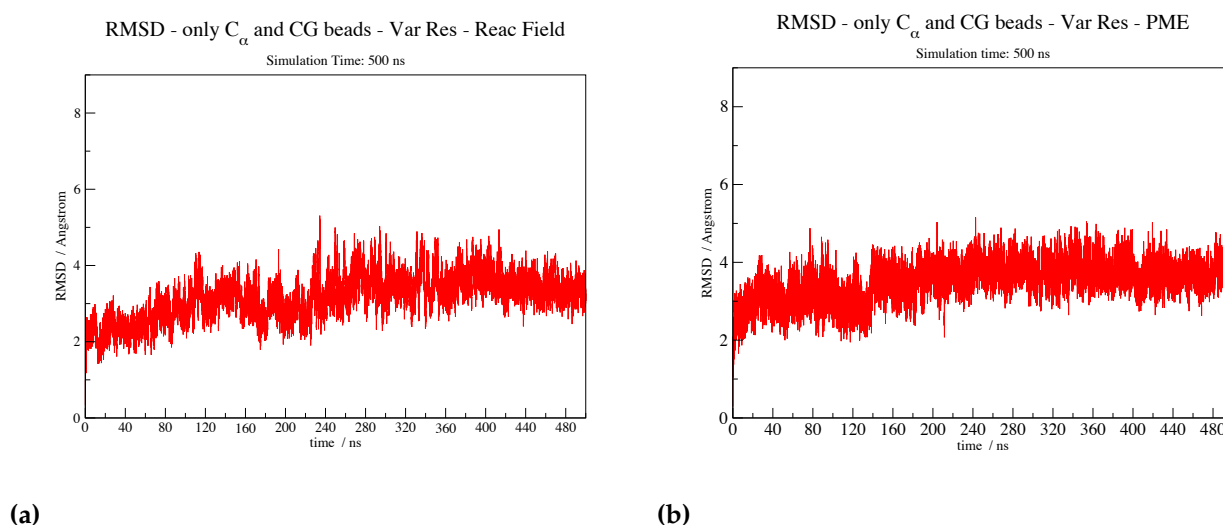 RMSD - only Cα and CG beads - Var Res - Reac Field
Simulation Time: 500 ns
8
6
4
2
0
RMSD / Angstrom
0 40 80 120 160 200 240 280 320 360 400 440 480
time / ns
(a)
RMSD - only Cα and CG beads - Var Res - PME
Simulation time: 500 ns
8
6
4
2
0
RMSD / Angstrom
0 40 80 120 160 200 240 280 320 360 400 440 480
time / ns
(b)